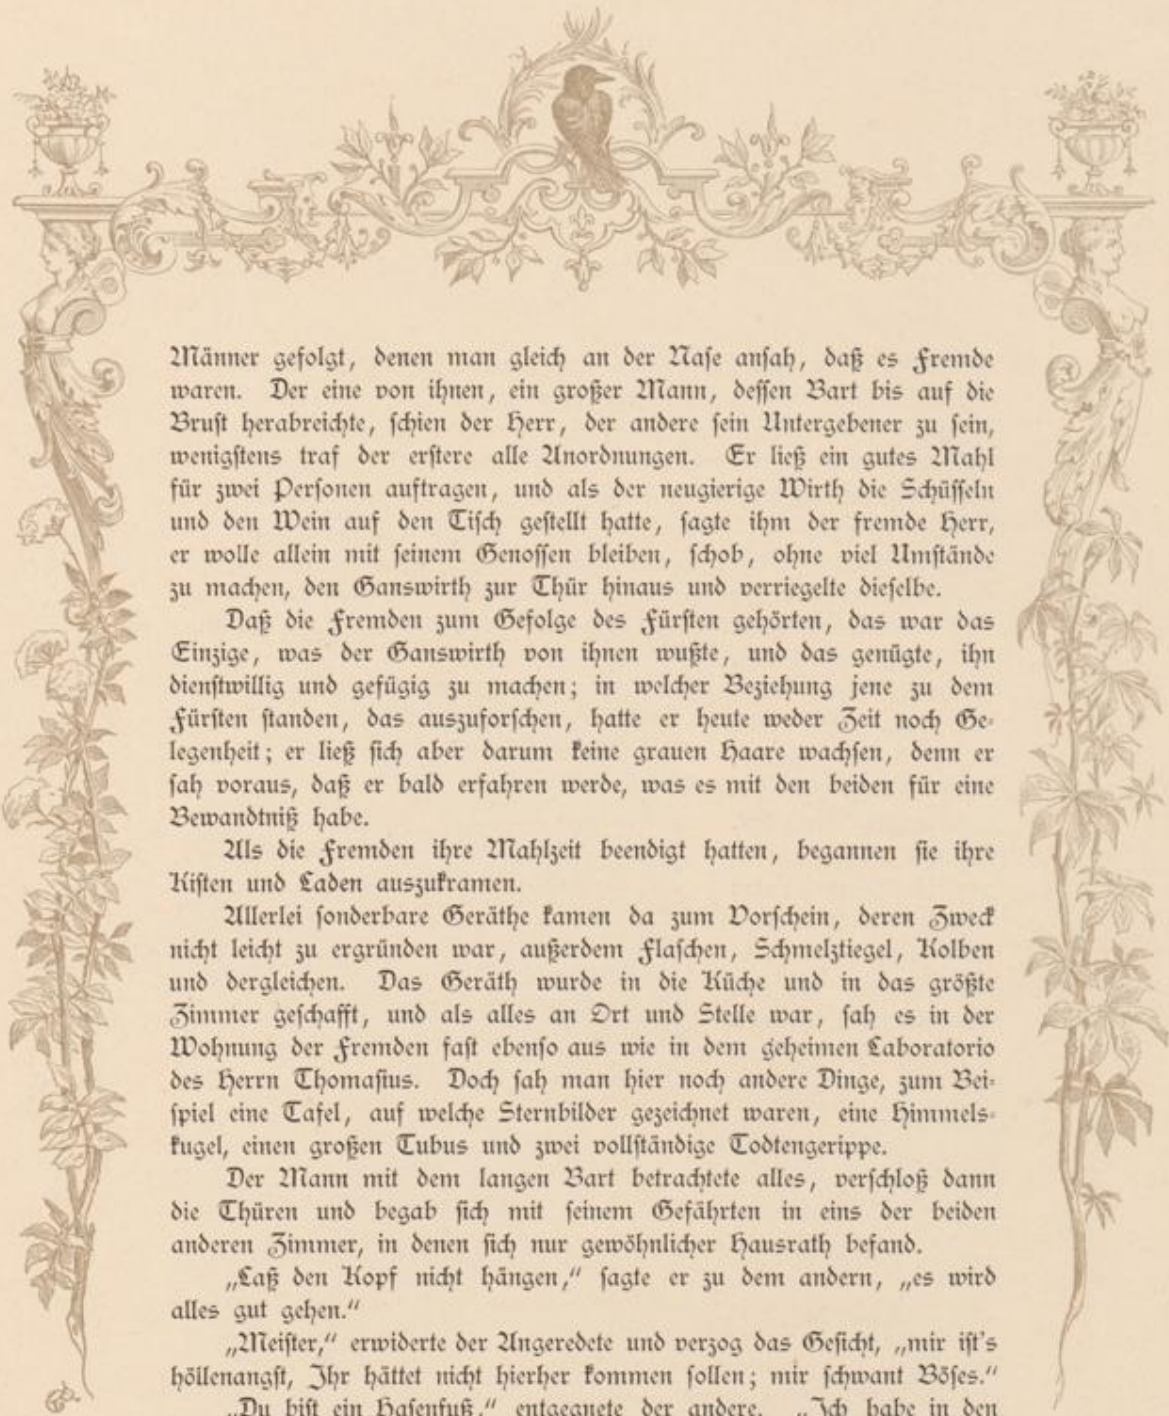 Männer gefolgt, denen man gleich an der Nase ansah, daß es Fremde
waren. Der eine von ihnen, ein großer Mann, dessen Bart bis auf die
Brust herabreichte, schien der Herr, der andere sein Untergebener zu sein,
wenigstens traf der erstere alle Anordnungen. Er ließ ein gutes Mahl
für zwei Personen auftragen, und als der neugierige Wirth die Schüsseln
und den Wein auf den Tisch gestellt hatte, sagte ihm der fremde Herr,
er wolle allein mit seinem Genossen bleiben, schob, ohne viel Umstände
zu machen, den Ganswirth zur Thür hinaus und verriegelte dieselbe.
Daß die Fremden zum Gefolge des Fürsten gehörten, das war das
Einzige, was der Ganswirth von ihnen wußte, und das genügte, ihn
dienstwillig und gefügig zu machen; in welcher Beziehung jene zu dem
Fürsten standen, das auszuforschen, hatte er heute weder Zeit noch Ge-
legenheit; er ließ sich aber darum keine grauen Haare wachsen, denn er
sah voraus, daß er bald erfahren werde, was es mit den beiden für eine
Bewandtniß habe.
Als die Fremden ihre Mahlzeit beendigt hatten, begannen sie ihre
Kisten und Laden auszukramen.
Allerlei sonderbare Geräthe kamen da zum Vorschein, deren Zweck
nicht leicht zu ergründen war, außerdem Flaschen, Schmelztiegel, Kolben
und dergleichen. Das Geräth wurde in die Küche und in das größte
Zimmer geschafft, und als alles an Ort und Stelle war, sah es in der
Wohnung der Fremden fast ebenso aus wie in dem geheimen Laboratorio
des Herrn Thomasius. Doch sah man hier noch andere Dinge, zum Bei-
spiel eine Tafel, auf welche Sternbilder gezeichnet waren, eine Himmels-
kugel, einen großen Tubus und zwei vollständige Todtengerippe.
Der Mann mit dem langen Bart betrachtete alles, verschloß dann
die Thüren und begab sich mit seinem Gefährten in eins der beiden
anderen Zimmer, in denen sich nur gewöhnlicher Hausrath befand.
„Laß den Kopf nicht hängen,“ sagte er zu dem andern, „es wird
alles gut gehen.“
„Meister,“ erwiderte der Angeredete und verzog das Gesicht, „mir ist's
höllenangst, Ihr hättet nicht hierher kommen sollen; mir schwant Böses.“
„Du bist ein Hasenfuß,“ entgegnete der andere. „Ich habe in den